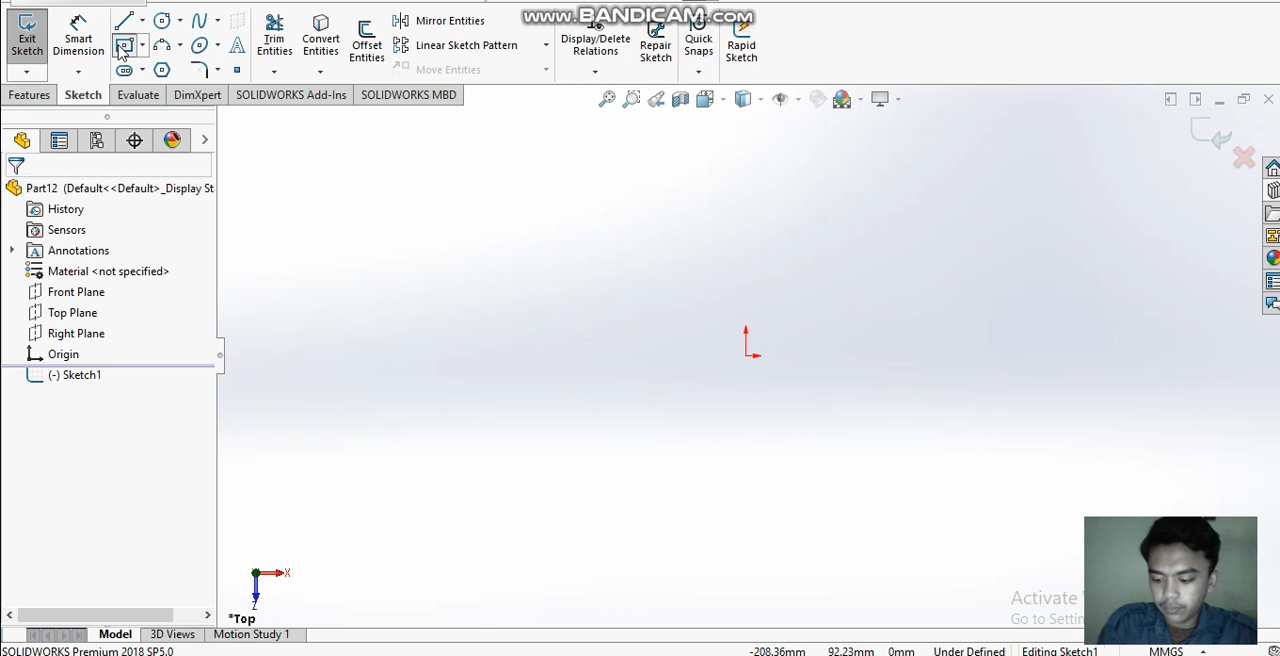 www.BANDICAM.com
Exit Sketch
Smart Dimension
Trim Entities
Convert Entities
Offset Entities
Mirror Entities
Linear Sketch Pattern
Move Entities
Display/Delete Relations
Repair Sketch
Quick Snaps
Rapid Sketch
Features
Sketch
Evaluate
DimXpert
SOLIDWORKS Add-Ins
SOLIDWORKS MBD
Part12 (Default<<Default>_Display St
History
Sensors
Annotations
Material <not specified>
Front Plane
Top Plane
Right Plane
Origin
(-) Sketch1
X
Z
*Top
Activate
Go to Settin
Model
3D Views
Motion Study 1
SOLIDWORKS Premium 2018 SP5.0
-208.36mm
92.23mm
0mm
Under Defined
Editing Sketch1
MMGS